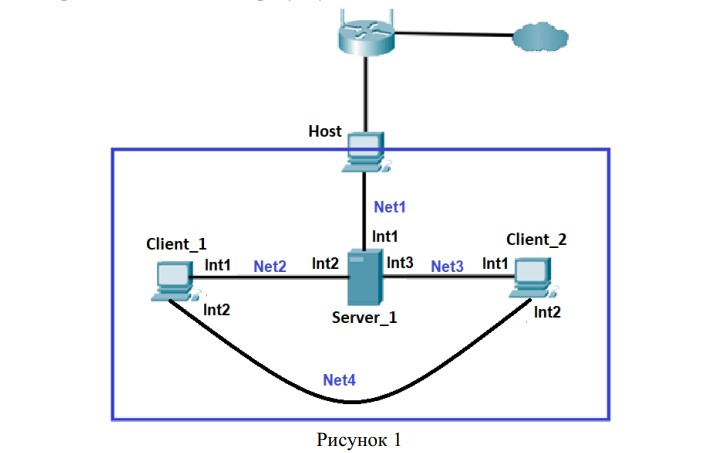 Host
Net1
Int1
Client_1
Client_2
Int1
Net2
Int2
Int3
Net3
Int1
Int2
Server_1
Int2
Net4
Рисунок 1